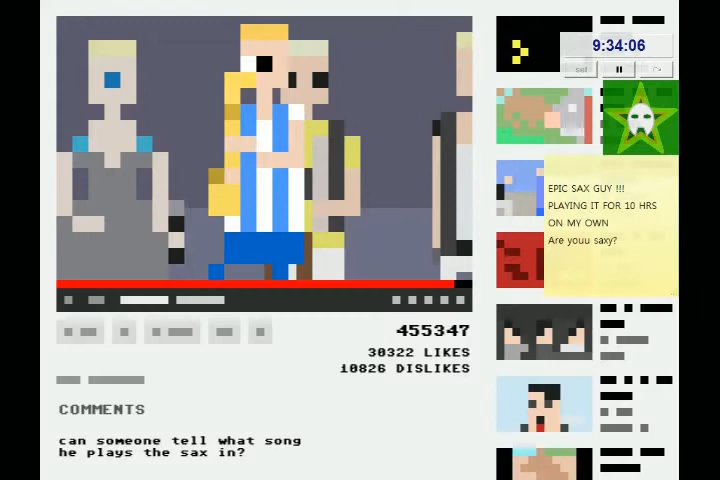 9:34:06
set
EPIC SAX GUY !!!
PLAYING IT FOR 10 HRS
ON MY OWN
Are youu saxy?
455347
30322 LIKES
10826 DISLIKES
COMMENTS
can someone tell what song
he plays the sax in?